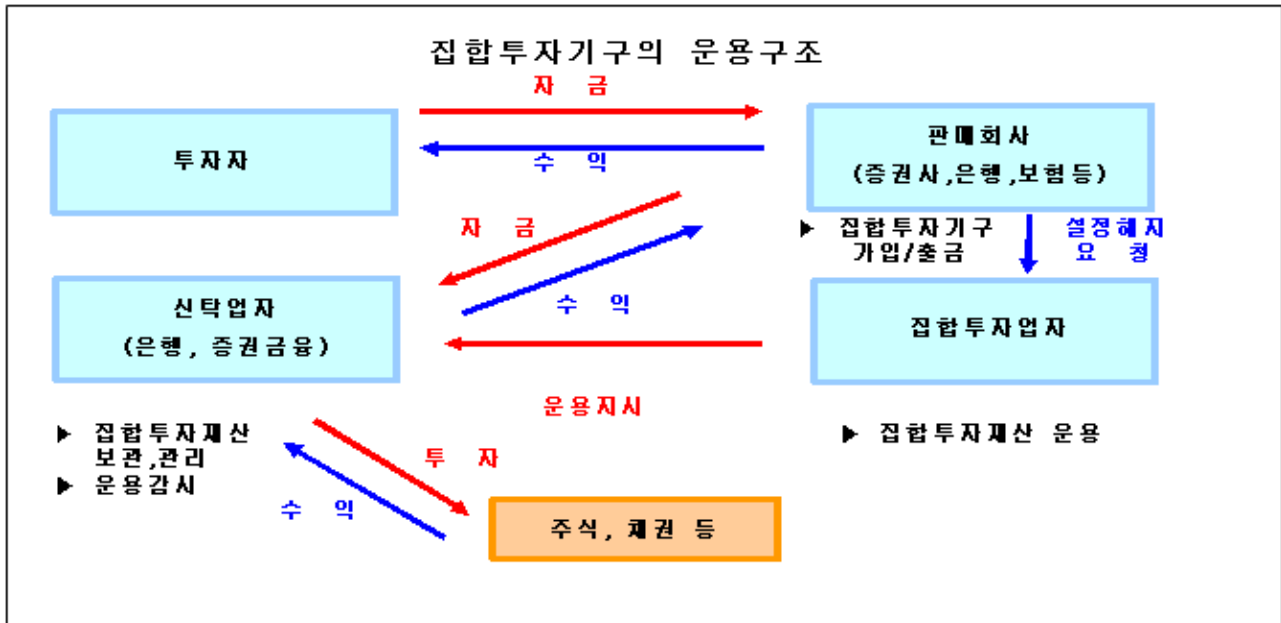 집합투자기구의 운용구조
자 금
투자자
수 익
판매회사
(증권사,은행,보험등)
자 금
▶ 집합투자기구
가입/출금
설정해지
요 청
신탁업자
(은행, 증권금융)
수 익
집합투자업자
운용지시
▶ 집합투자재산
보관,관리
▶ 운용감시
투 자
▶ 집합투자재산 운용
수 익
주식, 채권 등